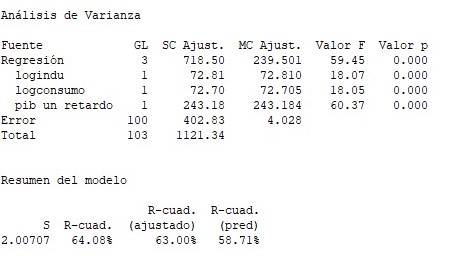 Análisis de Varianza
Fuente GL SC Ajust. MC Ajust. Valor F Valor p
Regresión 3 718.50 239.501 59.45 0.000
logindu 1 72.81 72.810 18.07 0.000
logconsumo 1 72.70 72.705 18.05 0.000
pib un retardo 1 243.18 243.184 60.37 0.000
Error 100 402.83 4.028
Total 103 1121.34
Resumen del modelo
R-cuad. R-cuad.
S R-cuad. (ajustado) (pred)
2.00707 64.08% 63.00% 58.71%